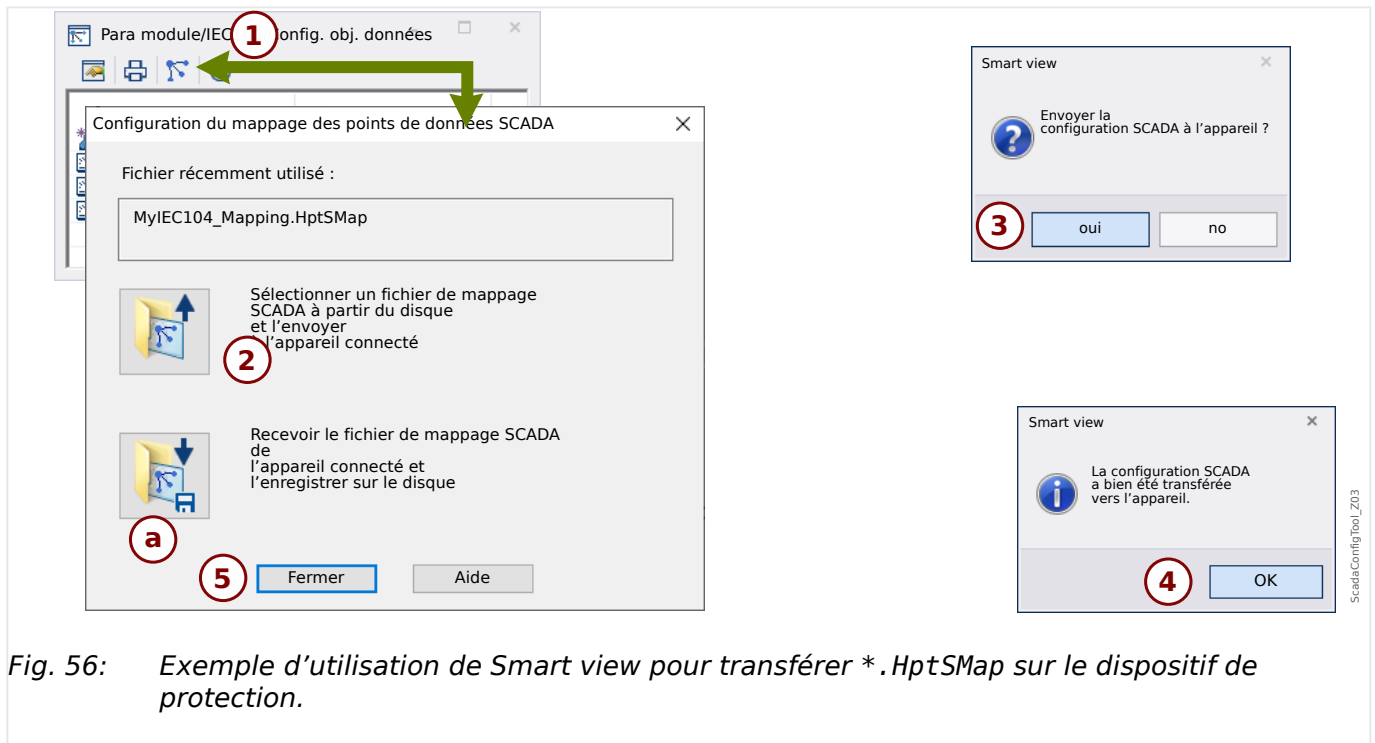 Para module/IEC onfig. obj. données
1
Configuration du mappage des points de données SCADA
Fichier récemment utilisé :
MyIEC104_Mapping.HptSMap
Sélectionner un fichier de mappage
SCADA à partir du disque
et l’envoyer
l’appareil connecté
2
Recevoir le fichier de mappage SCADA
de
l’appareil connecté et
l’enregistrer sur le disque
a
5
Fermer
Aide
Smart view
Envoyer la
configuration SCADA à l’appareil ?
3
oui
no
Smart view
La configuration SCADA
a bien été transférée
vers l’appareil.
4
OK
ScadaConfigTool_Z03
Fig. 56: Exemple d’utilisation de Smart view pour transférer *.HptSMap sur le dispositif de
protection.